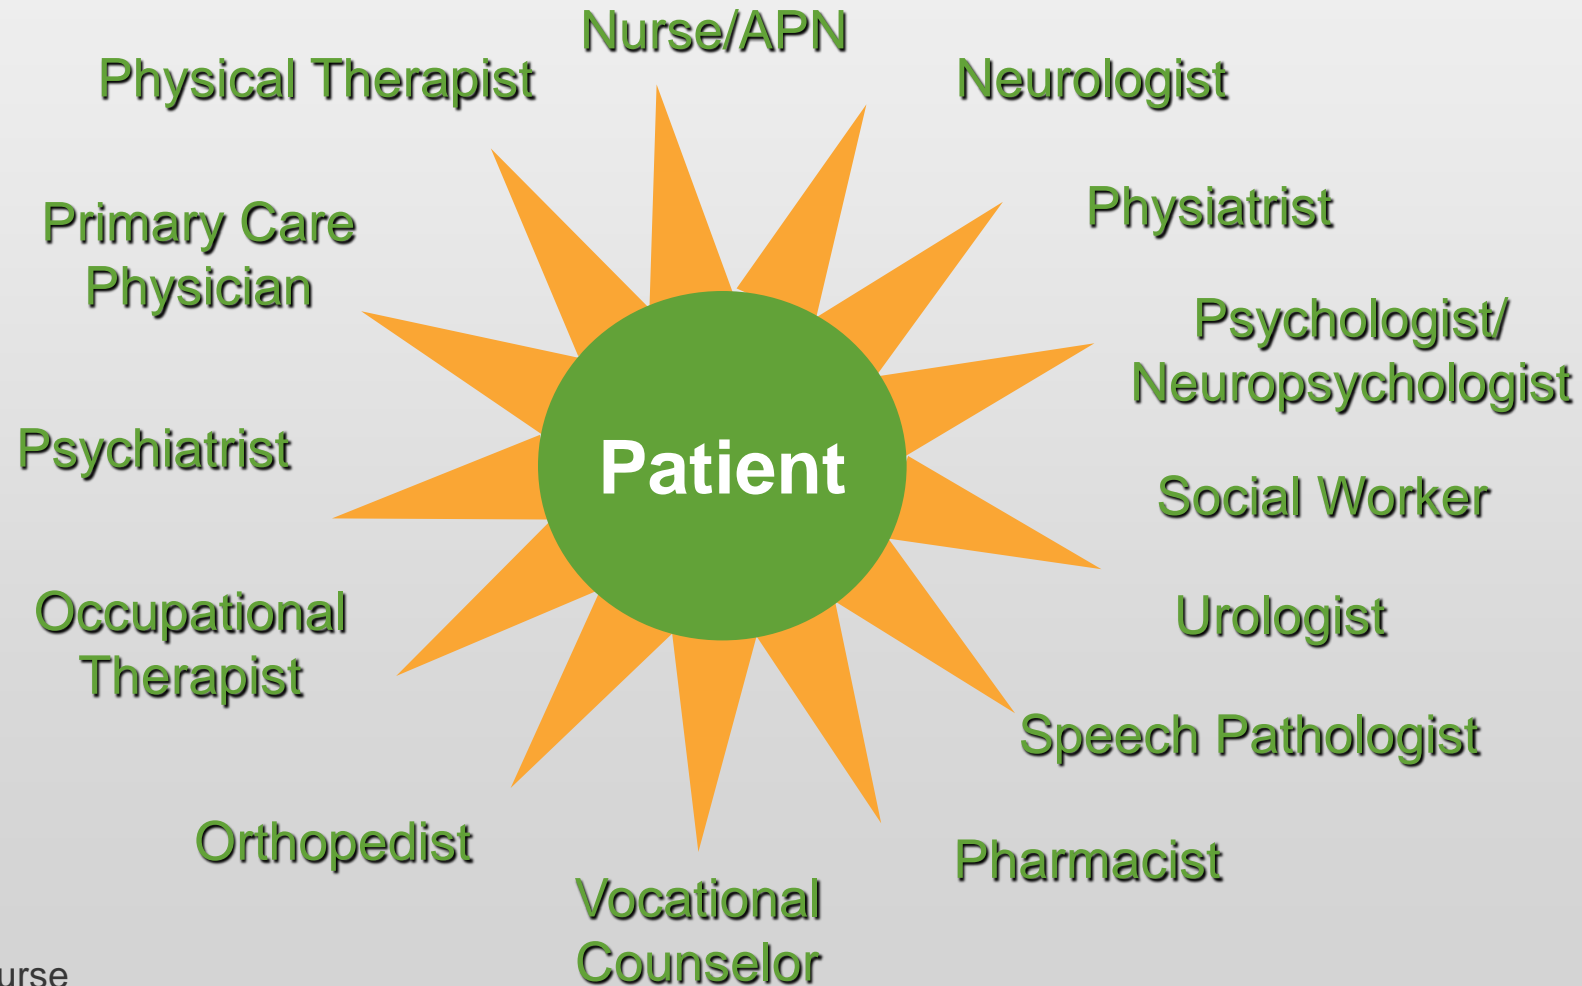 Nurse/APN
Physical Therapist
Neurologist
Physiatrist
Primary Care
Physician
Psychologist/
Neuropsychologist
Psychiatrist
Patient
Social Worker
Occupational
Therapist
Urologist
Speech Pathologist
Orthopedist
Pharmacist
Vocational
Counselor